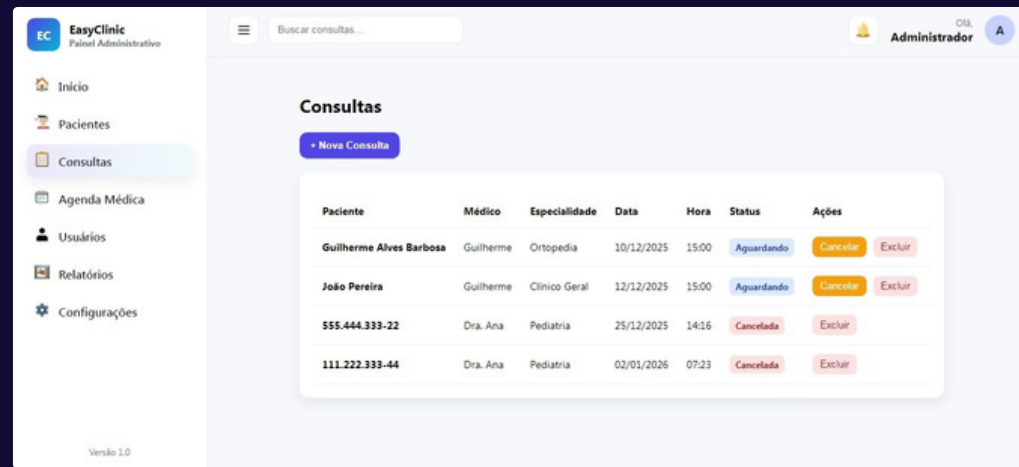 EC
EasyClinic
Painel Administrativo
Buscar consultas...
Olá,
Administrador
A
Início
Pacientes
Consultas
Agenda Médica
Usuários
Relatórios
Configurações
Versão 1.0
Consultas
+ Nova Consulta
Paciente Médico Especialidade Data Hora Status Ações
Guilherme Alves Barbosa Guilherme Ortopedia 10/12/2025 15:00 Aguardando Cancelar Excluir
João Pereira Guilherme Clínico Geral 12/12/2025 15:00 Aguardando Cancelar Excluir
555.444.333-22 Dra. Ana Pediatria 25/12/2025 14:16 Cancelada Excluir
111.222.333-44 Dra. Ana Pediatria 02/01/2026 07:23 Cancelada Excluir